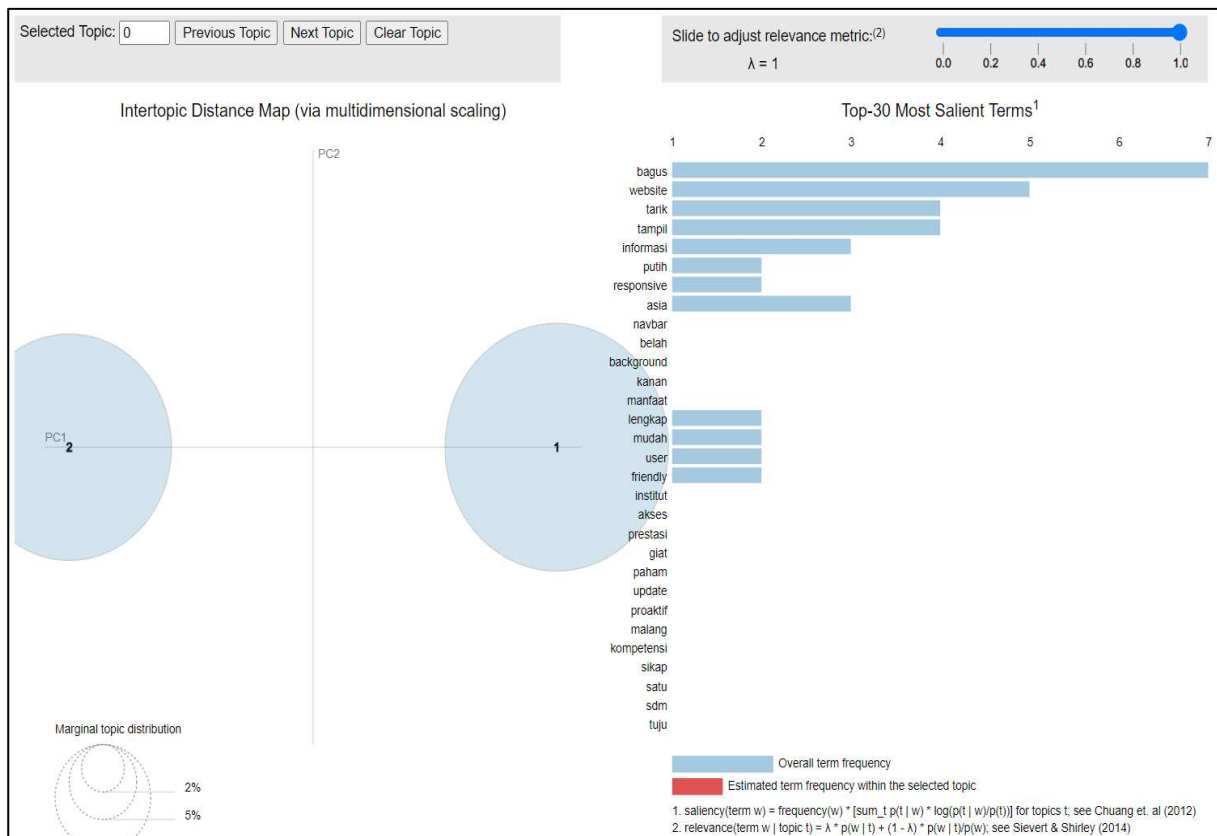 Selected Topic: 0 Previous Topic Next Topic Clear Topic
Slide to adjust relevance metric:(2)
λ = 1
0.0 0.2 0.4 0.6 0.8 1.0
Intertopic Distance Map (via multidimensional scaling)
PC2
PC1
2
1
Marginal topic distribution
2%
5%
Top-30 Most Salient Terms1
1 2 3 4 5 6 7
bagus
website
tarik
tampil
informasi
putih
responsive
asia
navbar
belah
background
kanan
manfaat
lengkap
mudah
user
friendly
institut
akses
prestasi
giat
paham
update
proaktif
malang
kompetensi
sikap
satu
sdm
tuju
Overall term frequency
Estimated term frequency within the selected topic
1. saliency(term w) = frequency(w) * [sum_t p(t | w) * log(p(t | w)/p(t))] for topics t; see Chuang et. al (2012)
2. relevance(term w | topic t) = λ * p(w | t) + (1 - λ) * p(w | t)/p(w); see Sievert & Shirley (2014)